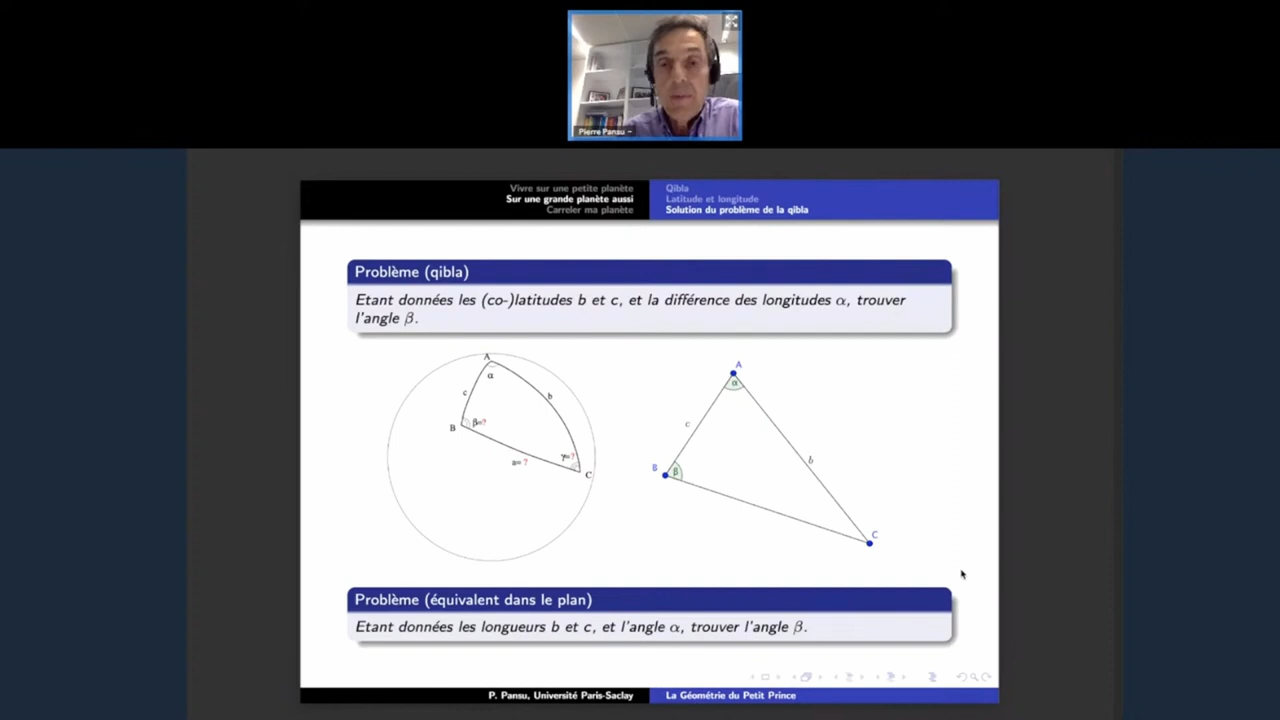 Pierre Pansu
Vivre sur une petite planète
Sur une grande planète aussi
Carreler ma planète
Qibla
Latitude et longitude
Solution du problème de la qibla
Problème (qibla)
Etant données les (co-)latitudes b et c, et la différence des longitudes α, trouver
l'angle β.
A
α
c
b
B
β=?
a= ?
γ=?
C
A
α
c
b
B
β
C
Problème (équivalent dans le plan)
Etant données les longueurs b et c, et l'angle α, trouver l'angle β.
P. Pansu, Université Paris-Saclay
La Géométrie du Petit Prince